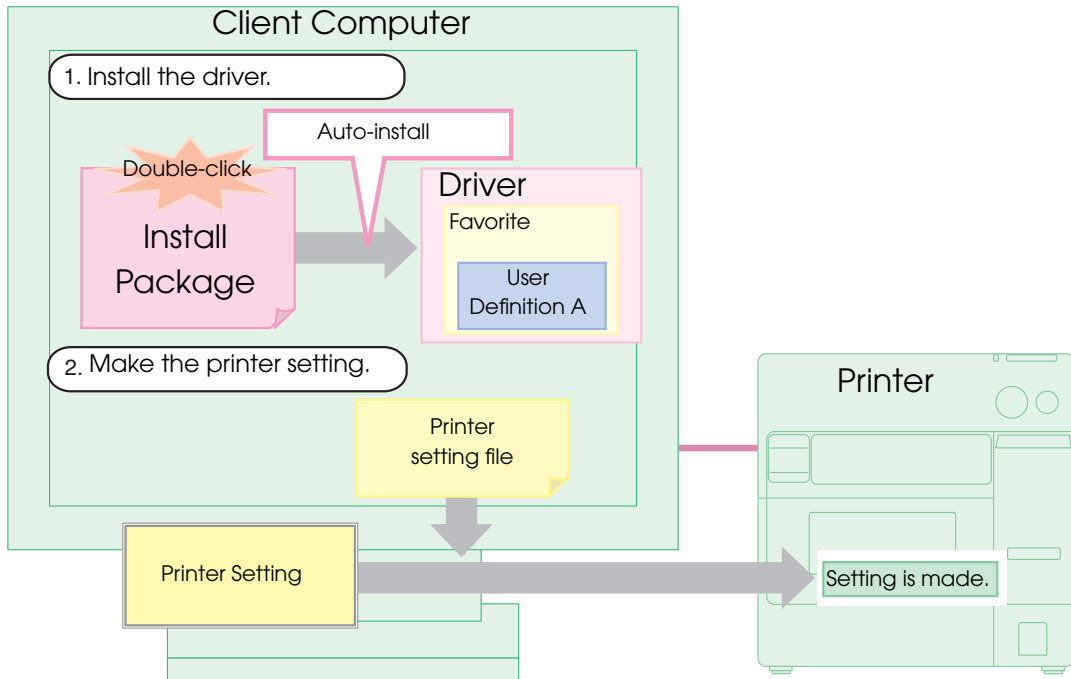 Client Computer
1. Install the driver.
Auto-install
Double-click
Install
Package
Driver
Favorite
User
Definition A
2. Make the printer setting.
Printer
setting file
Printer Setting
Printer
Setting is made.